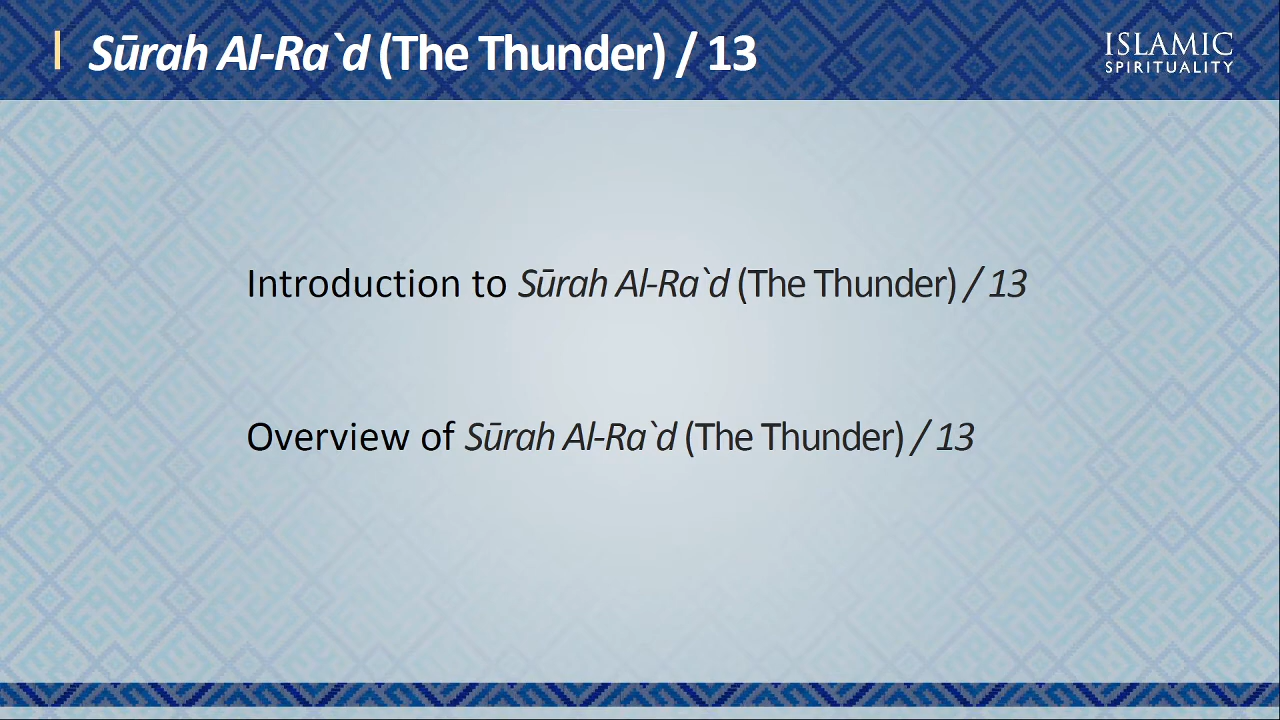 Sūrah Al-Ra`d (The Thunder) / 13
ISLAMIC
SPIRITUALITY
Introduction to Sūrah Al-Ra`d (The Thunder) / 13
Overview of Sūrah Al-Ra`d (The Thunder) / 13